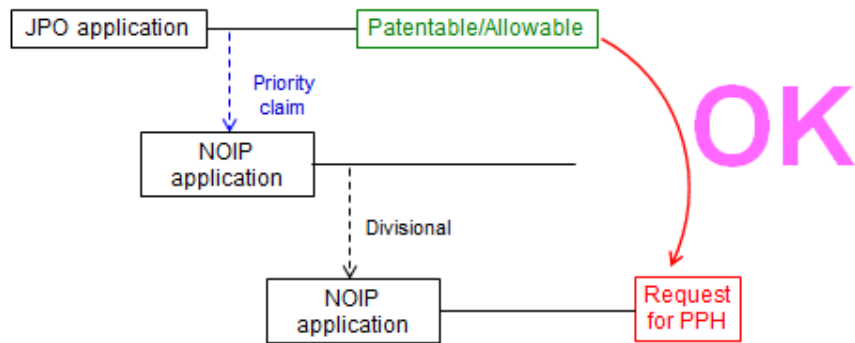 JPO application
Patentable/Allowable
Priority
claim
OK
NOIP
application
Divisional
NOIP
application
Request
for PPH